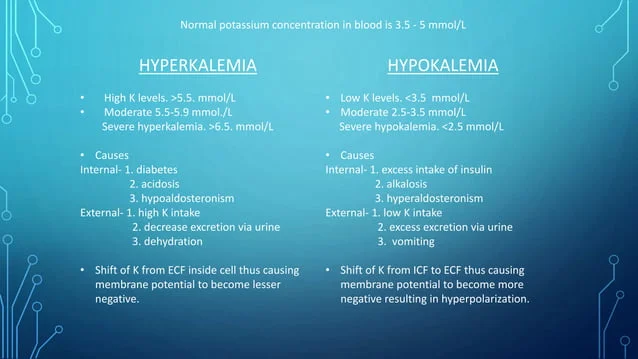 Normal potassium concentration in blood is 3.5 - 5 mmol/L
HYPERKALEMIA
• High K levels. >5.5. mmol/L
• Moderate 5.5-5.9 mmol./L
Severe hyperkalemia. >6.5. mmol/L
• Causes
Internal- 1. diabetes
2. acidosis
3. hypoaldosteronism
External- 1. high K intake
2. decrease excretion via urine
3. dehydration
• Shift of K from ECF inside cell thus causing
membrane potential to become lesser
negative.
HYPOKALEMIA
• Low K levels. <3.5 mmol/L
• Moderate 2.5-3.5 mmol/L
Severe hypokalemia. <2.5 mmol/L
• Causes
Internal- 1. excess intake of insulin
2. alkalosis
3. hyperaldosteronism
External- 1. low K intake
2. excess excretion via urine
3. vomiting
• Shift of K from ICF to ECF thus causing
membrane potential to become more
negative resulting in hyperpolarization.